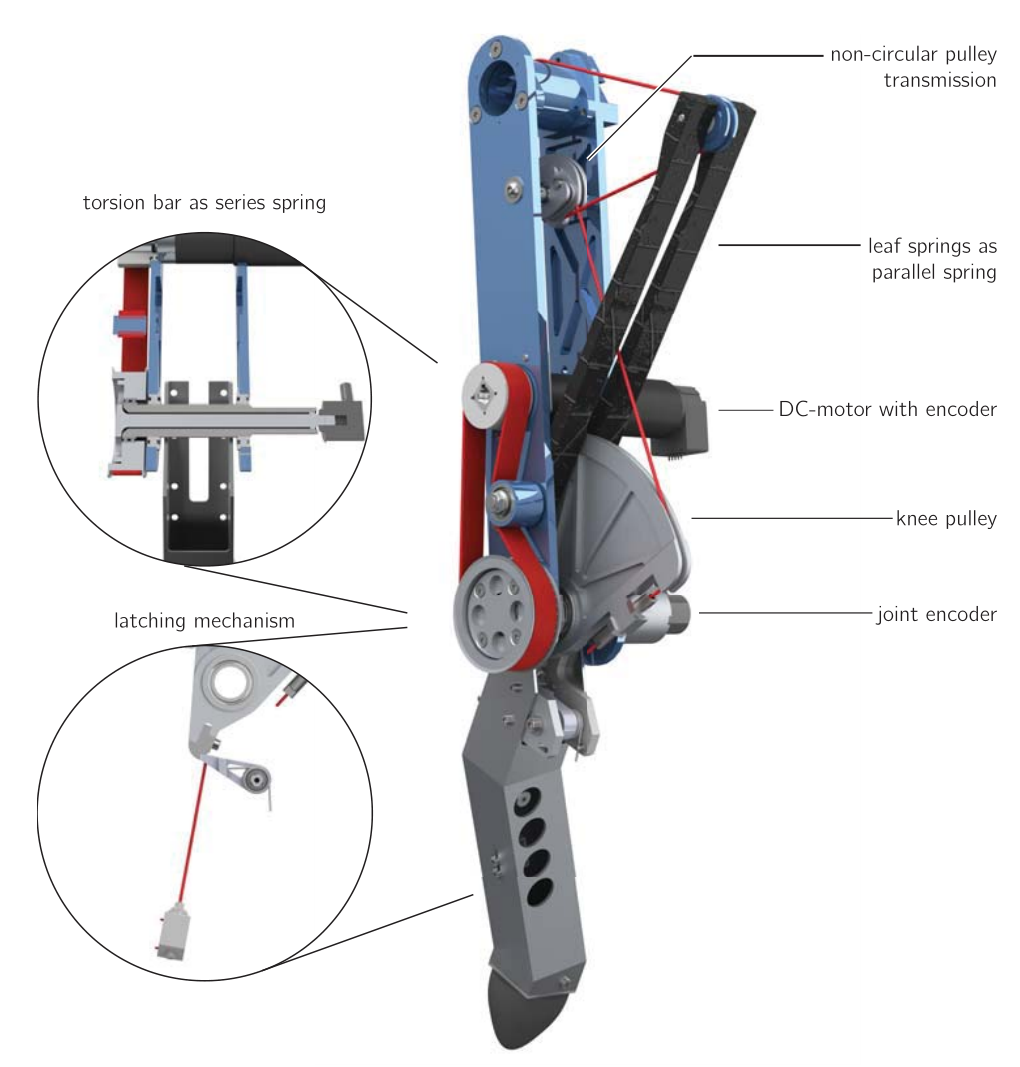 non-circular pulley
transmission
torsion bar as series spring
leaf springs as
parallel spring
DC-motor with encoder
knee pulley
joint encoder
latching mechanism